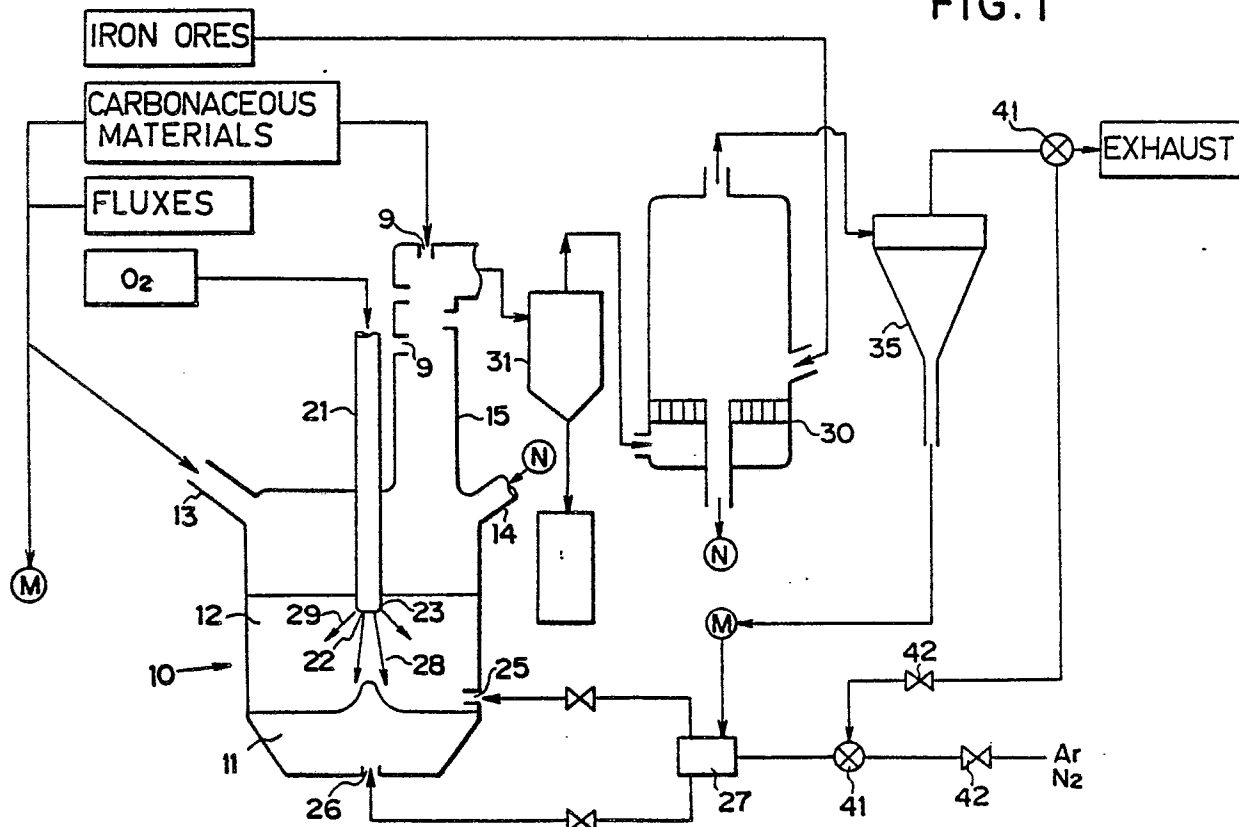 FIG. 1
IRON ORES
CARBONACEOUS
MATERIALS
FLUXES
O2
EXHAUST
41
9
9
31
35
21
15
30
N
13
14
N
M
12
29
23
22
28
10
25
M
42
11
26
27
41
42
Ar
N2